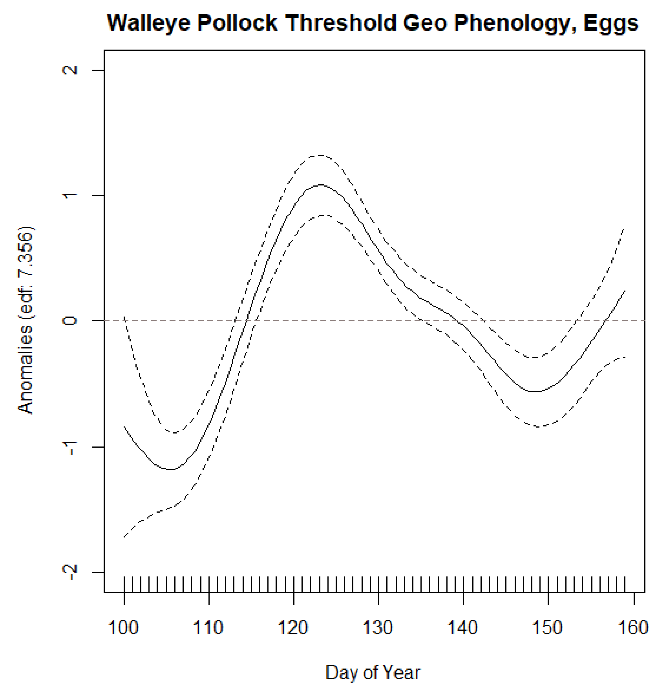 Walleye Pollock Threshold Geo Phenology, Eggs
Anomalies (edf: 7.356)
2
1
0
-1
-2
100 110 120 130 140 150 160
Day of Year